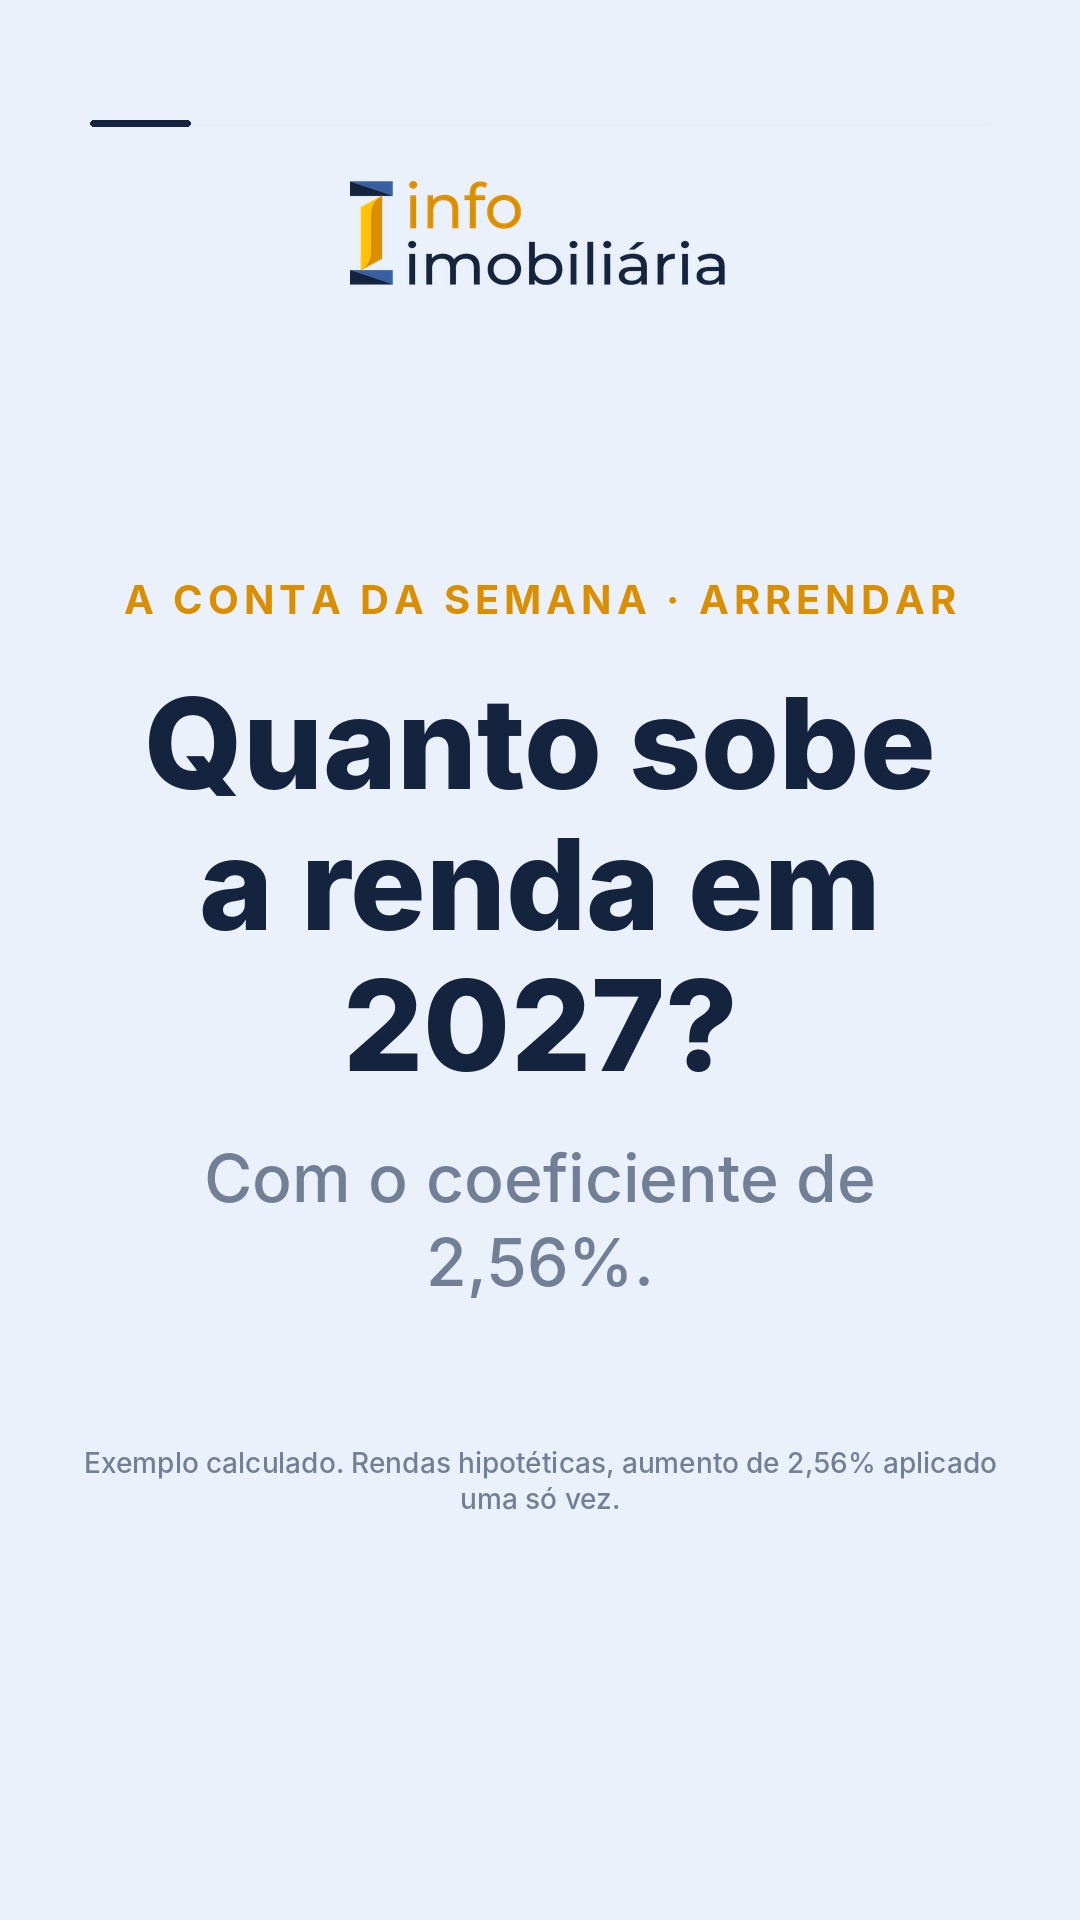 info
imobiliária
A CONTA DA SEMANA · ARRENDAR
Quanto sobe
a renda em
2027?
Com o coeficiente de
2,56%.
Exemplo calculado. Rendas hipotéticas, aumento de 2,56% aplicado
uma só vez.